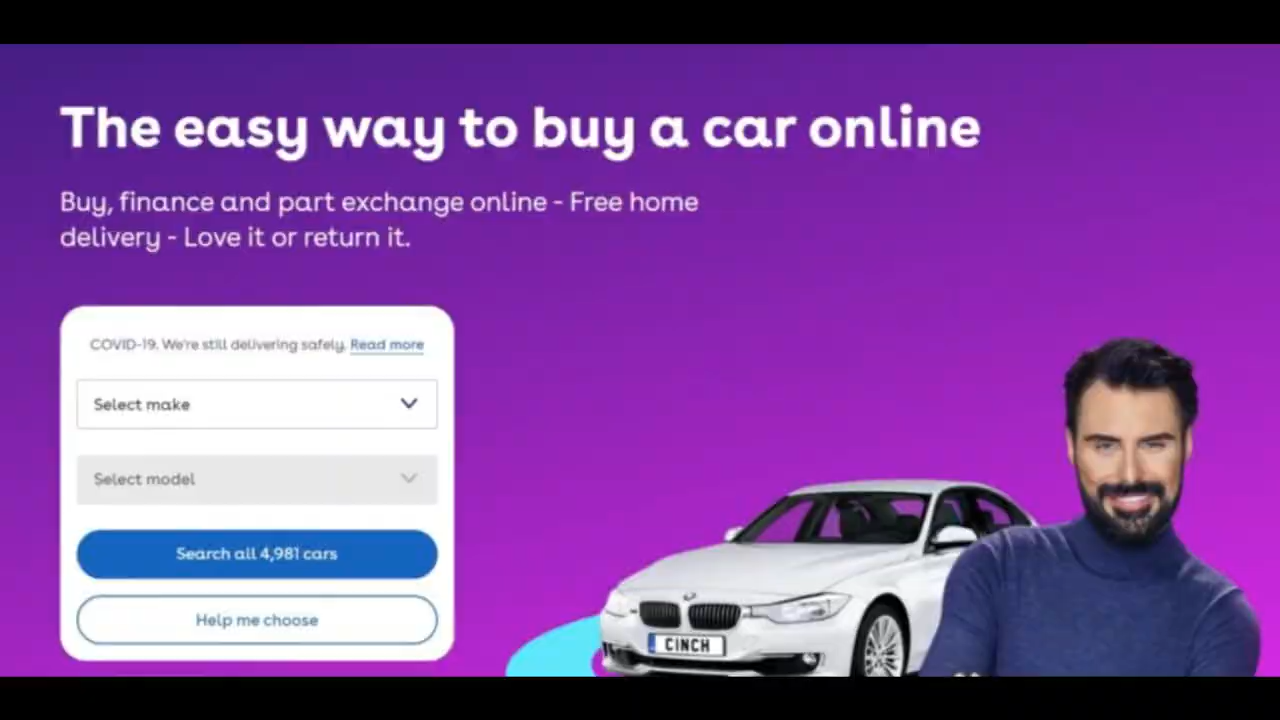 The easy way to buy a car online
Buy, finance and part exchange online - Free home
delivery - Love it or return it.
COVID-19. We're still delivering safely. Read more
Select make
Select model
Search all 4,981 cars
Help me choose
CINCH